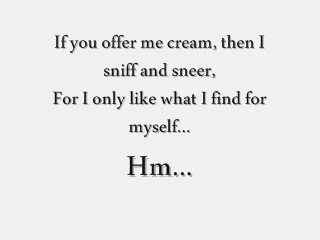 If you offer me cream, then I
sniff and sneer,
For I only like what I find for
myself...
Hm...